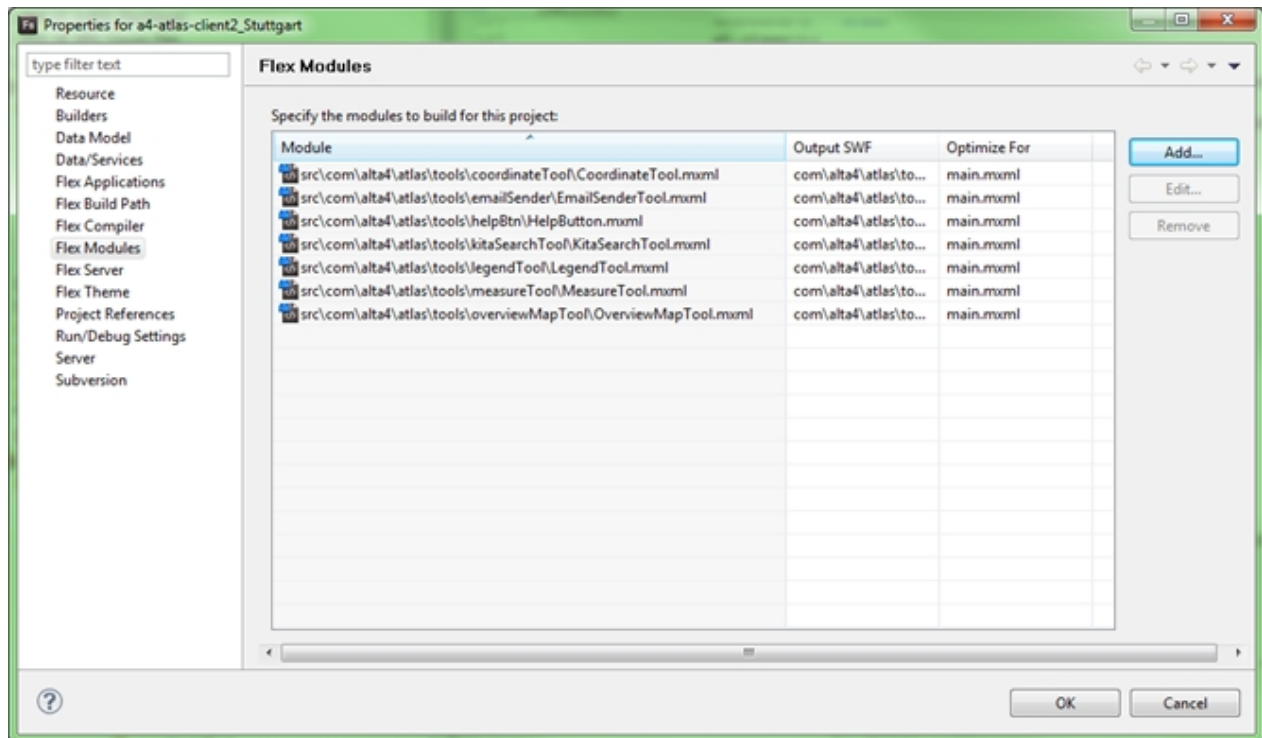 Fb Properties for a4-atlas-client2_Stuttgart
type filter text
Flex Modules
Resource
Builders
Data Model
Data/Services
Flex Applications
Flex Build Path
Flex Compiler
Flex Modules
Flex Server
Flex Theme
Project References
Run/Debug Settings
Server
Subversion
Specify the modules to build for this project:
Module Output SWF Optimize For
src\com\alta4\atlas\tools\coordinateTool\CoordinateTool.mxml com\alta4\atlas\to... main.mxml
src\com\alta4\atlas\tools\emailSender\EmailSenderTool.mxml com\alta4\atlas\to... main.mxml
src\com\alta4\atlas\tools\helpBtn\HelpButton.mxml com\alta4\atlas\to... main.mxml
src\com\alta4\atlas\tools\kitaSearchTool\KitaSearchTool.mxml com\alta4\atlas\to... main.mxml
src\com\alta4\atlas\tools\legendTool\LegendTool.mxml com\alta4\atlas\to... main.mxml
src\com\alta4\atlas\tools\measureTool\MeasureTool.mxml com\alta4\atlas\to... main.mxml
src\com\alta4\atlas\tools\overviewMapTool\OverviewMapTool.mxml com\alta4\atlas\to... main.mxml
Add...
Edit...
Remove
?
OK Cancel